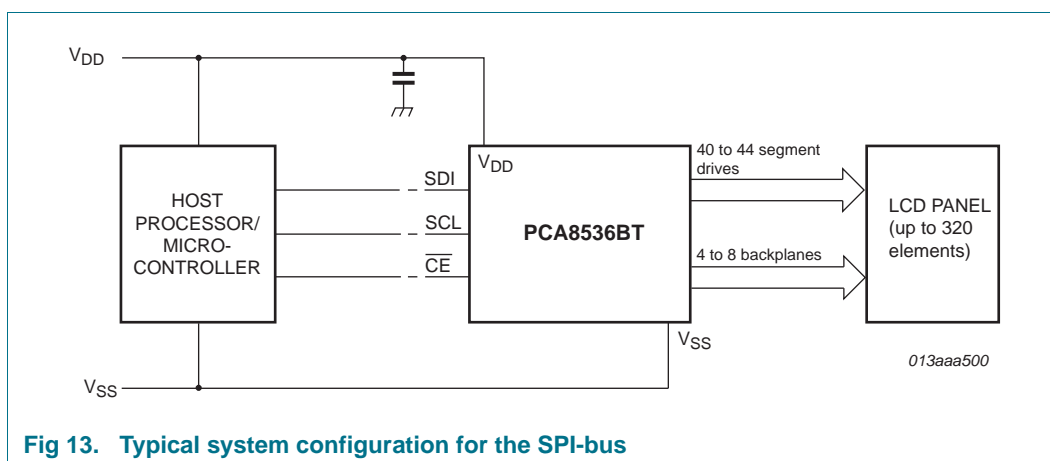 VDD
HOST
PROCESSOR/
MICRO-
CONTROLLER
SDI
SCL
CE
VDD
PCA8536BT
VSS
40 to 44 segment
drives
4 to 8 backplanes
LCD PANEL
(up to 320
elements)
VSS
013aaa500
Fig 13. Typical system configuration for the SPI-bus